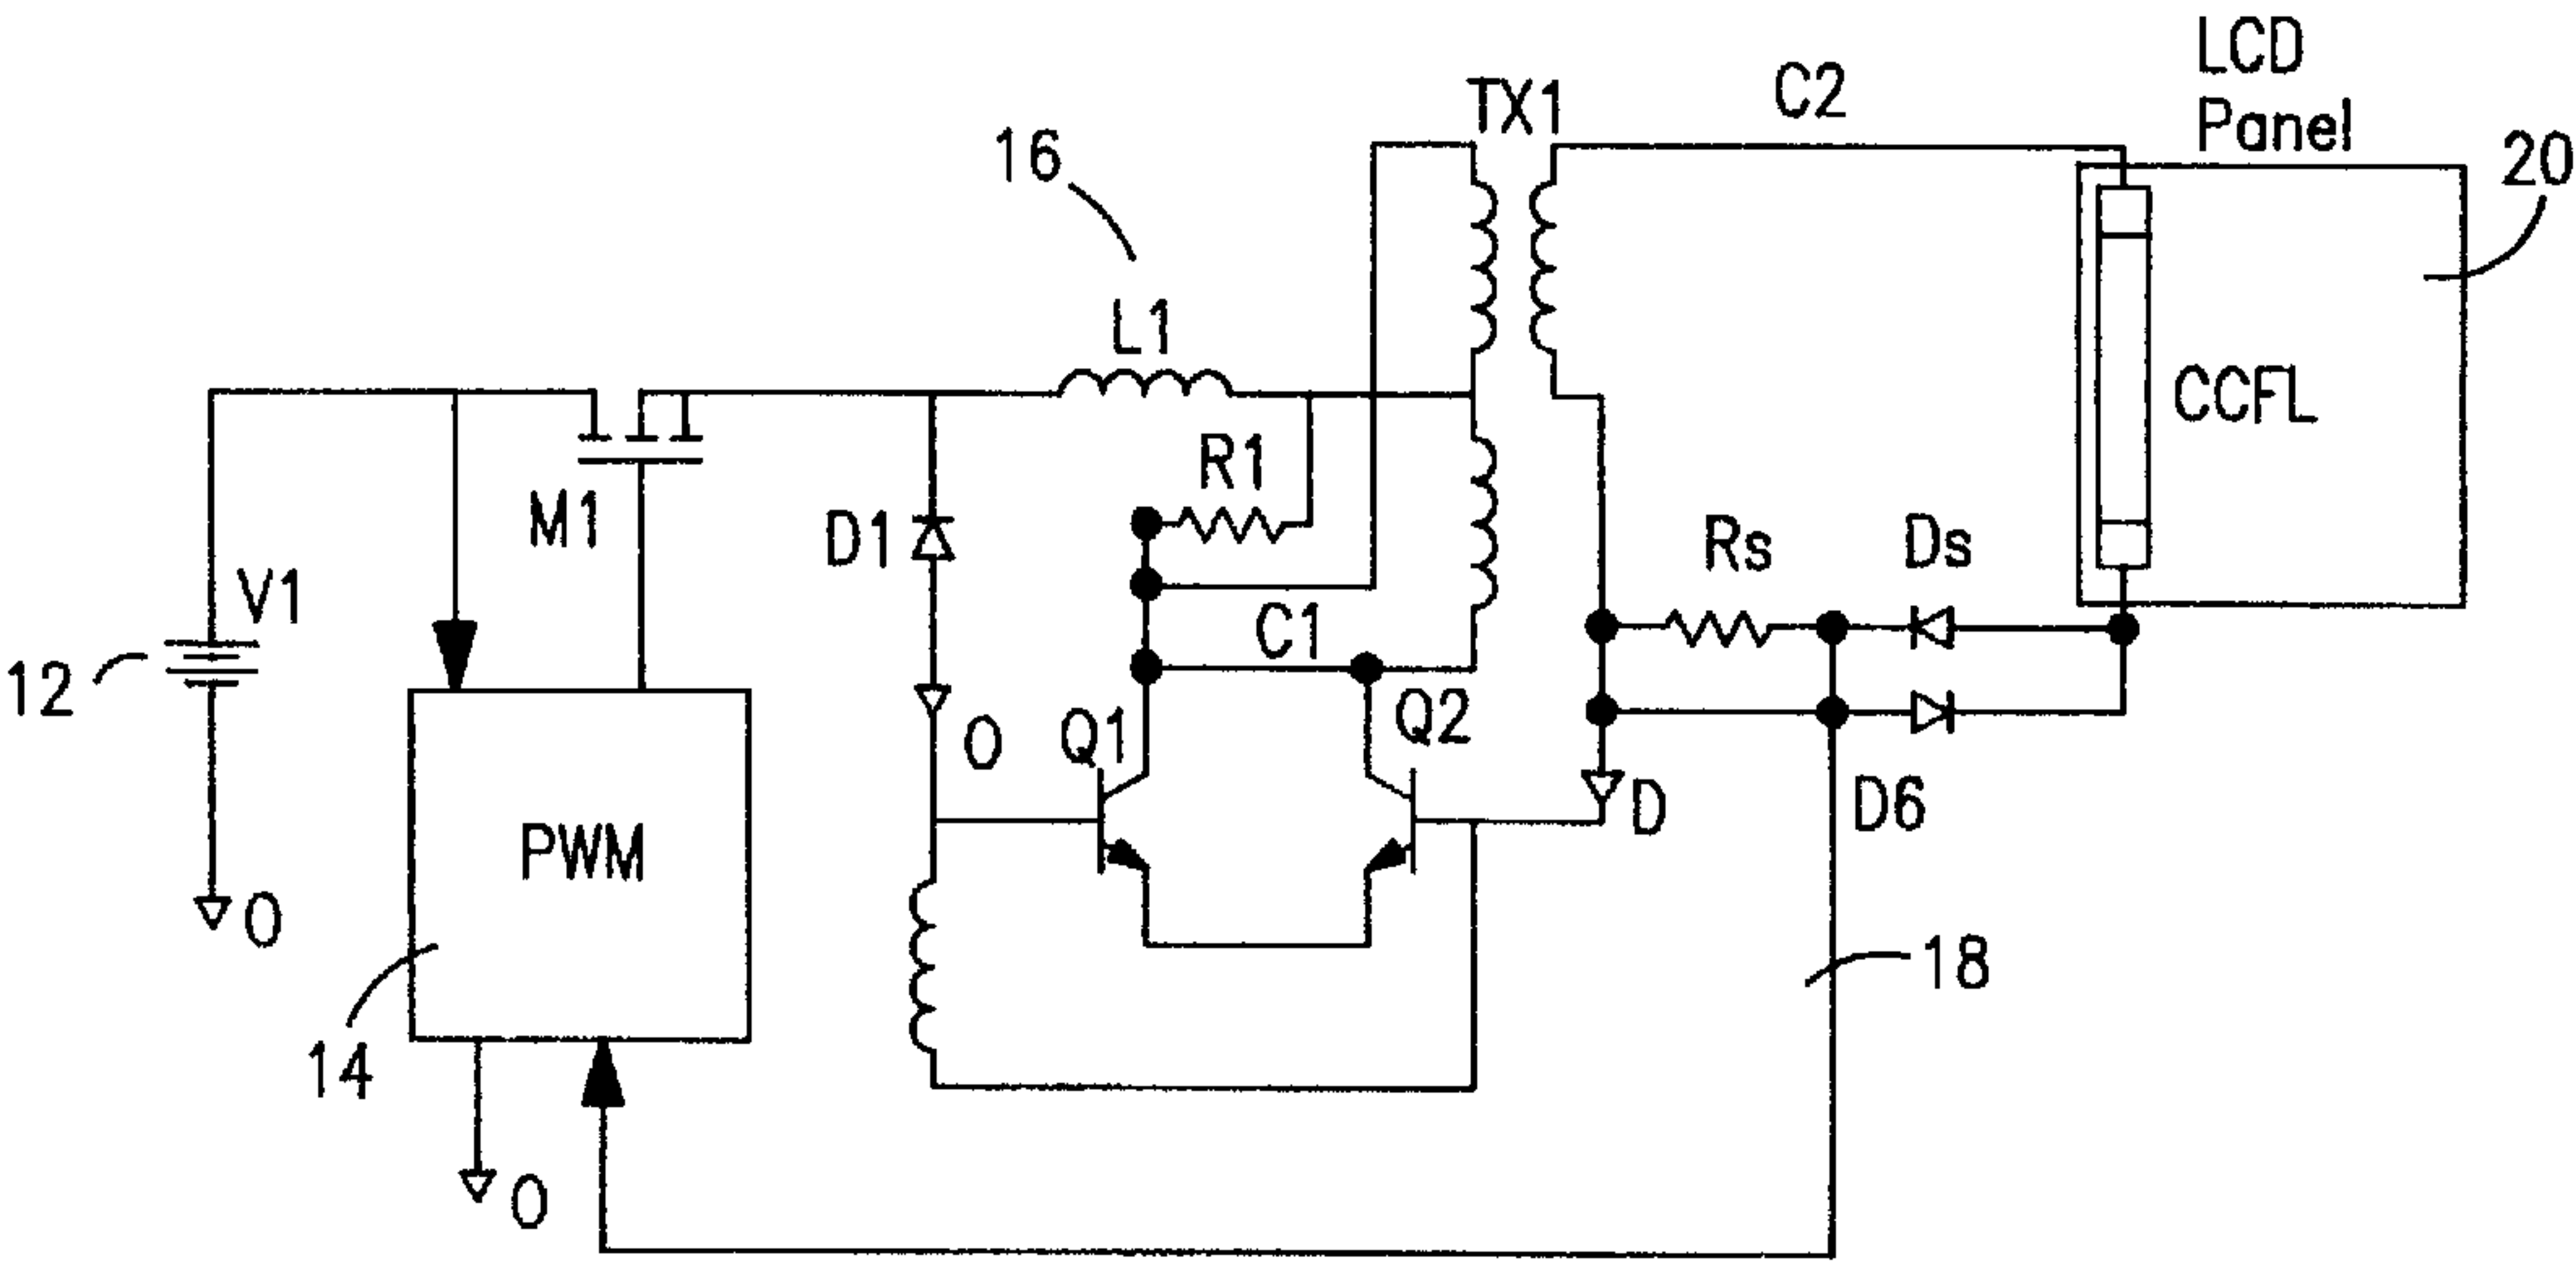 LCD
Panel
TX1
C2
16
20
L1
CCFL
R1
M1
D1
Rs
Ds
V1
C1
12
O
Q1
Q2
D
D6
PWM
O
18
14
O